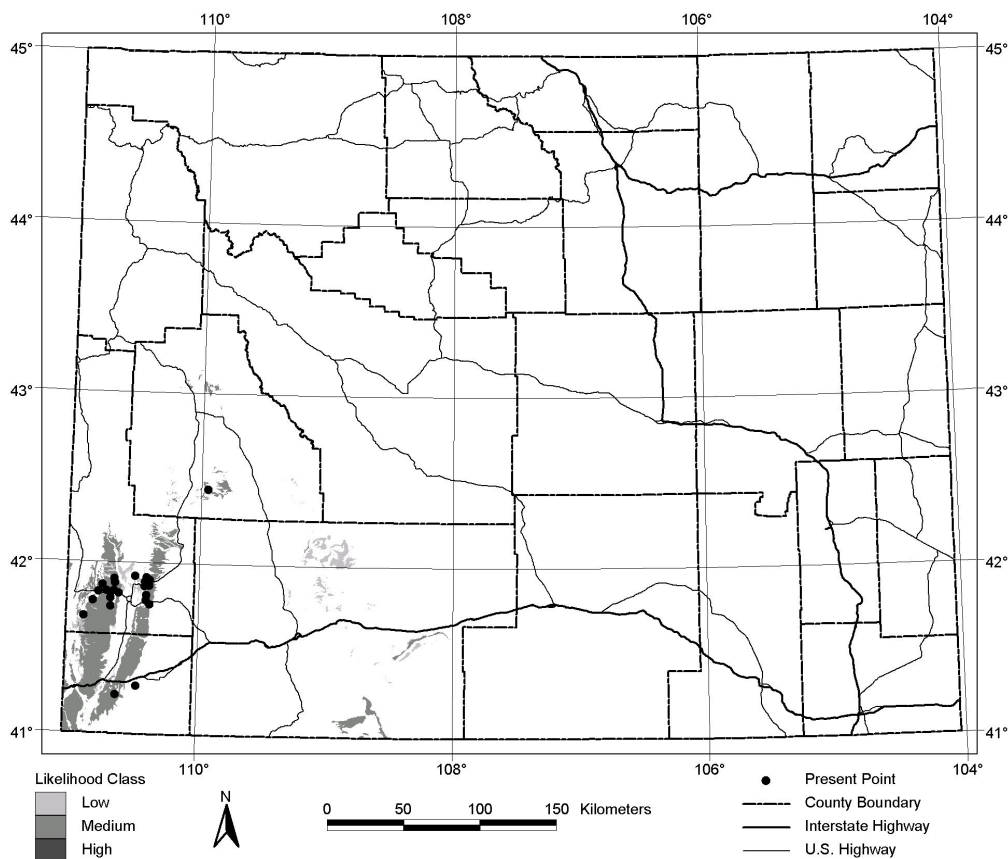 110° 108° 106° 104°
45° 45°
44° 44°
43° 43°
42° 42°
41° 41°
110° 108° 106° 104°
Likelihood Class
Low
Medium
High
N
0 50 100 150 Kilometers
Present Point
County Boundary
Interstate Highway
U.S. Highway